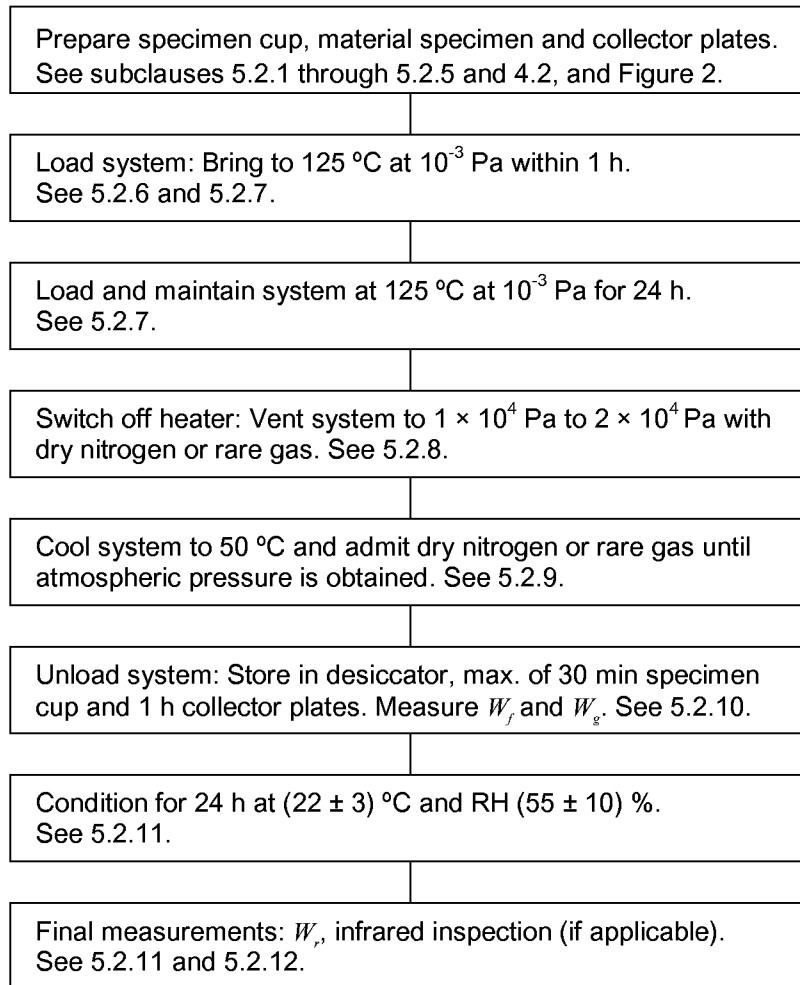 Prepare specimen cup, material specimen and collector plates.
See subclauses 5.2.1 through 5.2.5 and 4.2, and Figure 2.
Load system: Bring to 125 ºC at 10⁻³ Pa within 1 h.
See 5.2.6 and 5.2.7.
Load and maintain system at 125 ºC at 10⁻³ Pa for 24 h.
See 5.2.7.
Switch off heater: Vent system to 1 × 10⁴ Pa to 2 × 10⁴ Pa with
dry nitrogen or rare gas. See 5.2.8.
Cool system to 50 ºC and admit dry nitrogen or rare gas until
atmospheric pressure is obtained. See 5.2.9.
Unload system: Store in desiccator, max. of 30 min specimen
cup and 1 h collector plates. Measure W_f and W_g. See 5.2.10.
Condition for 24 h at (22 ± 3) ºC and RH (55 ± 10) %.
See 5.2.11.
Final measurements: W_r, infrared inspection (if applicable).
See 5.2.11 and 5.2.12.